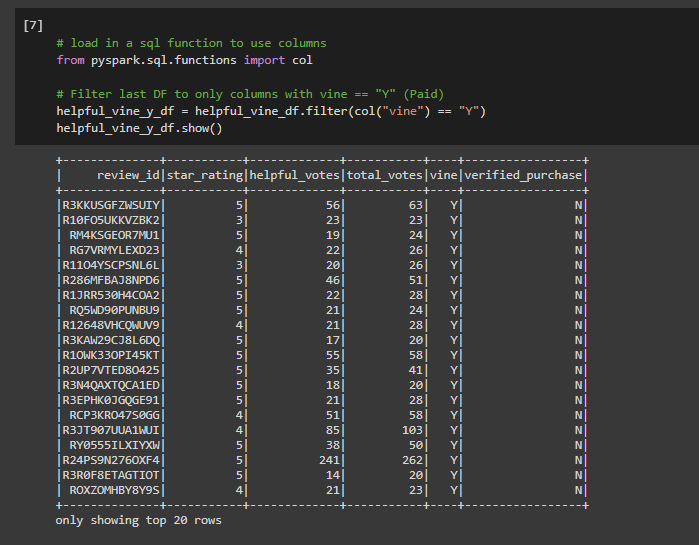 [7]
# load in a sql function to use columns
from pyspark.sql.functions import col
# Filter last DF to only columns with vine == "Y" (Paid)
helpful_vine_y_df = helpful_vine_df.filter(col("vine") == "Y")
helpful_vine_y_df.show()
+--------------+-----------+-------------+-----------+----+-----------------+
|     review_id|star_rating|helpful_votes|total_votes|vine|verified_purchase|
+--------------+-----------+-------------+-----------+----+-----------------+
|R3KKUSGFZWSUIY|          5|           56|         63|   Y|                N|
|R10FO5UKKVZBK2|          3|           23|         23|   Y|                N|
| RM4KSGEOR7MU1|          5|           19|         24|   Y|                N|
| RG7VRMYLEXD23|          4|           22|         26|   Y|                N|
|R11O4YSCPSNL6L|          3|           20|         26|   Y|                N|
|R286MFBAJ8NPD6|          5|           46|         51|   Y|                N|
|R1JRR530H4COA2|          5|           22|         28|   Y|                N|
| RQ5WD90PUNBU9|          5|           21|         24|   Y|                N|
|R12648VHCQWUV9|          4|           21|         28|   Y|                N|
|R3KAW29CJ8L6DQ|          5|           17|         20|   Y|                N|
|R1OWK33OPI45KT|          5|           55|         58|   Y|                N|
|R2UP7VTED8O425|          5|           35|         41|   Y|                N|
|R3N4QAXTQCA1ED|          5|           18|         20|   Y|                N|
|R3EPHK0JGQGE91|          5|           21|         28|   Y|                N|
| RCP3KRO47S0GG|          4|           51|         58|   Y|                N|
|R3JT907UUA1WUI|          4|           85|        103|   Y|                N|
| RY0555ILXIYXW|          5|           38|         50|   Y|                N|
|R24PS9N276OXF4|          5|          241|        262|   Y|                N|
|R3R0F8ETAGTIOT|          5|           14|         20|   Y|                N|
| ROXZOMHBY8Y9S|          4|           21|         23|   Y|                N|
+--------------+-----------+-------------+-----------+----+-----------------+
only showing top 20 rows